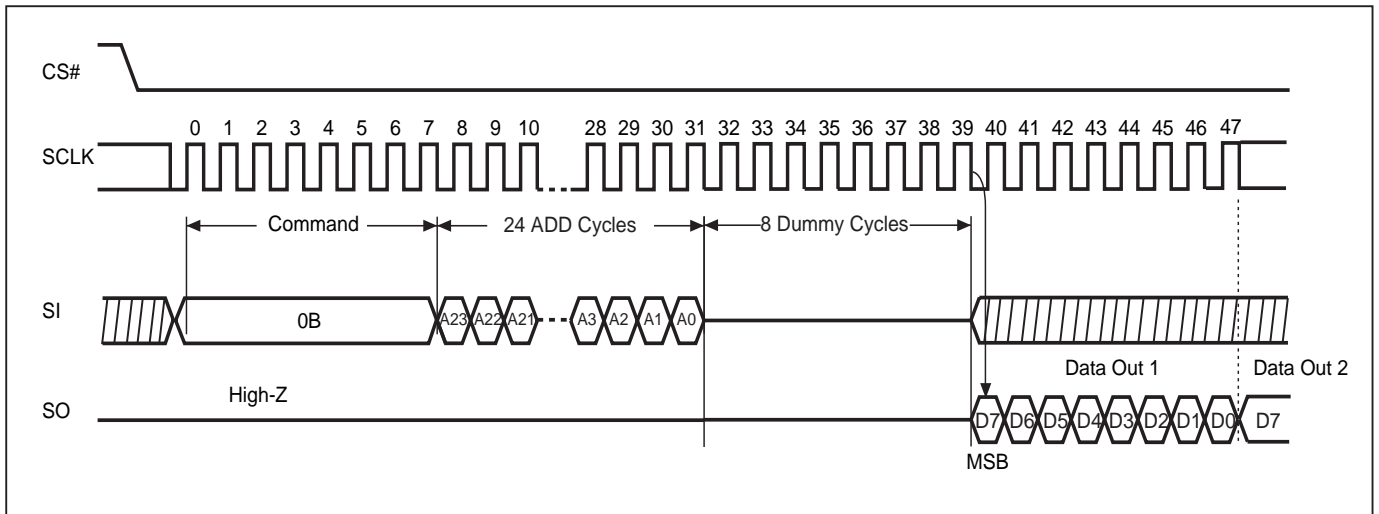 CS#
0 1 2 3 4 5 6 7 8 9 10 28 29 30 31 32 33 34 35 36 37 38 39 40 41 42 43 44 45 46 47
SCLK
Command 24 ADD Cycles 8 Dummy Cycles
SI 0B A23 A22 A21 A3 A2 A1 A0
Data Out 1 Data Out 2
High-Z
SO D7 D6 D5 D4 D3 D2 D1 D0 D7
MSB